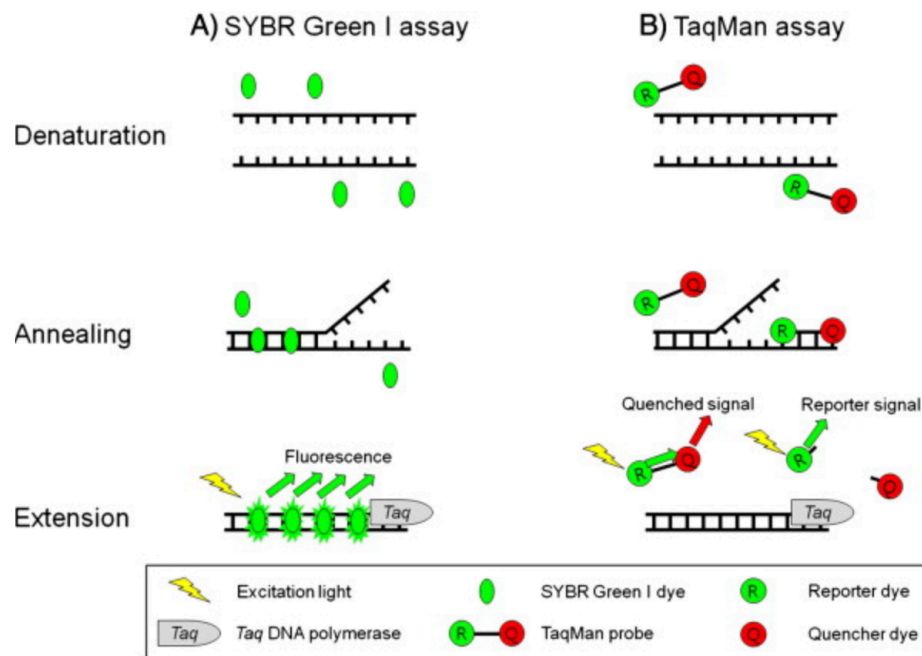 A) SYBR Green I assay
B) TaqMan assay
Denaturation
R
Q
R
Q
Annealing
R
Q
R
Q
Quenched signal
Reporter signal
Fluorescence
R
Q
R
Q
Extension
Taq
Taq
Excitation light
SYBR Green I dye
R
Reporter dye
Taq
Taq DNA polymerase
R
Q
TaqMan probe
Q
Quencher dye